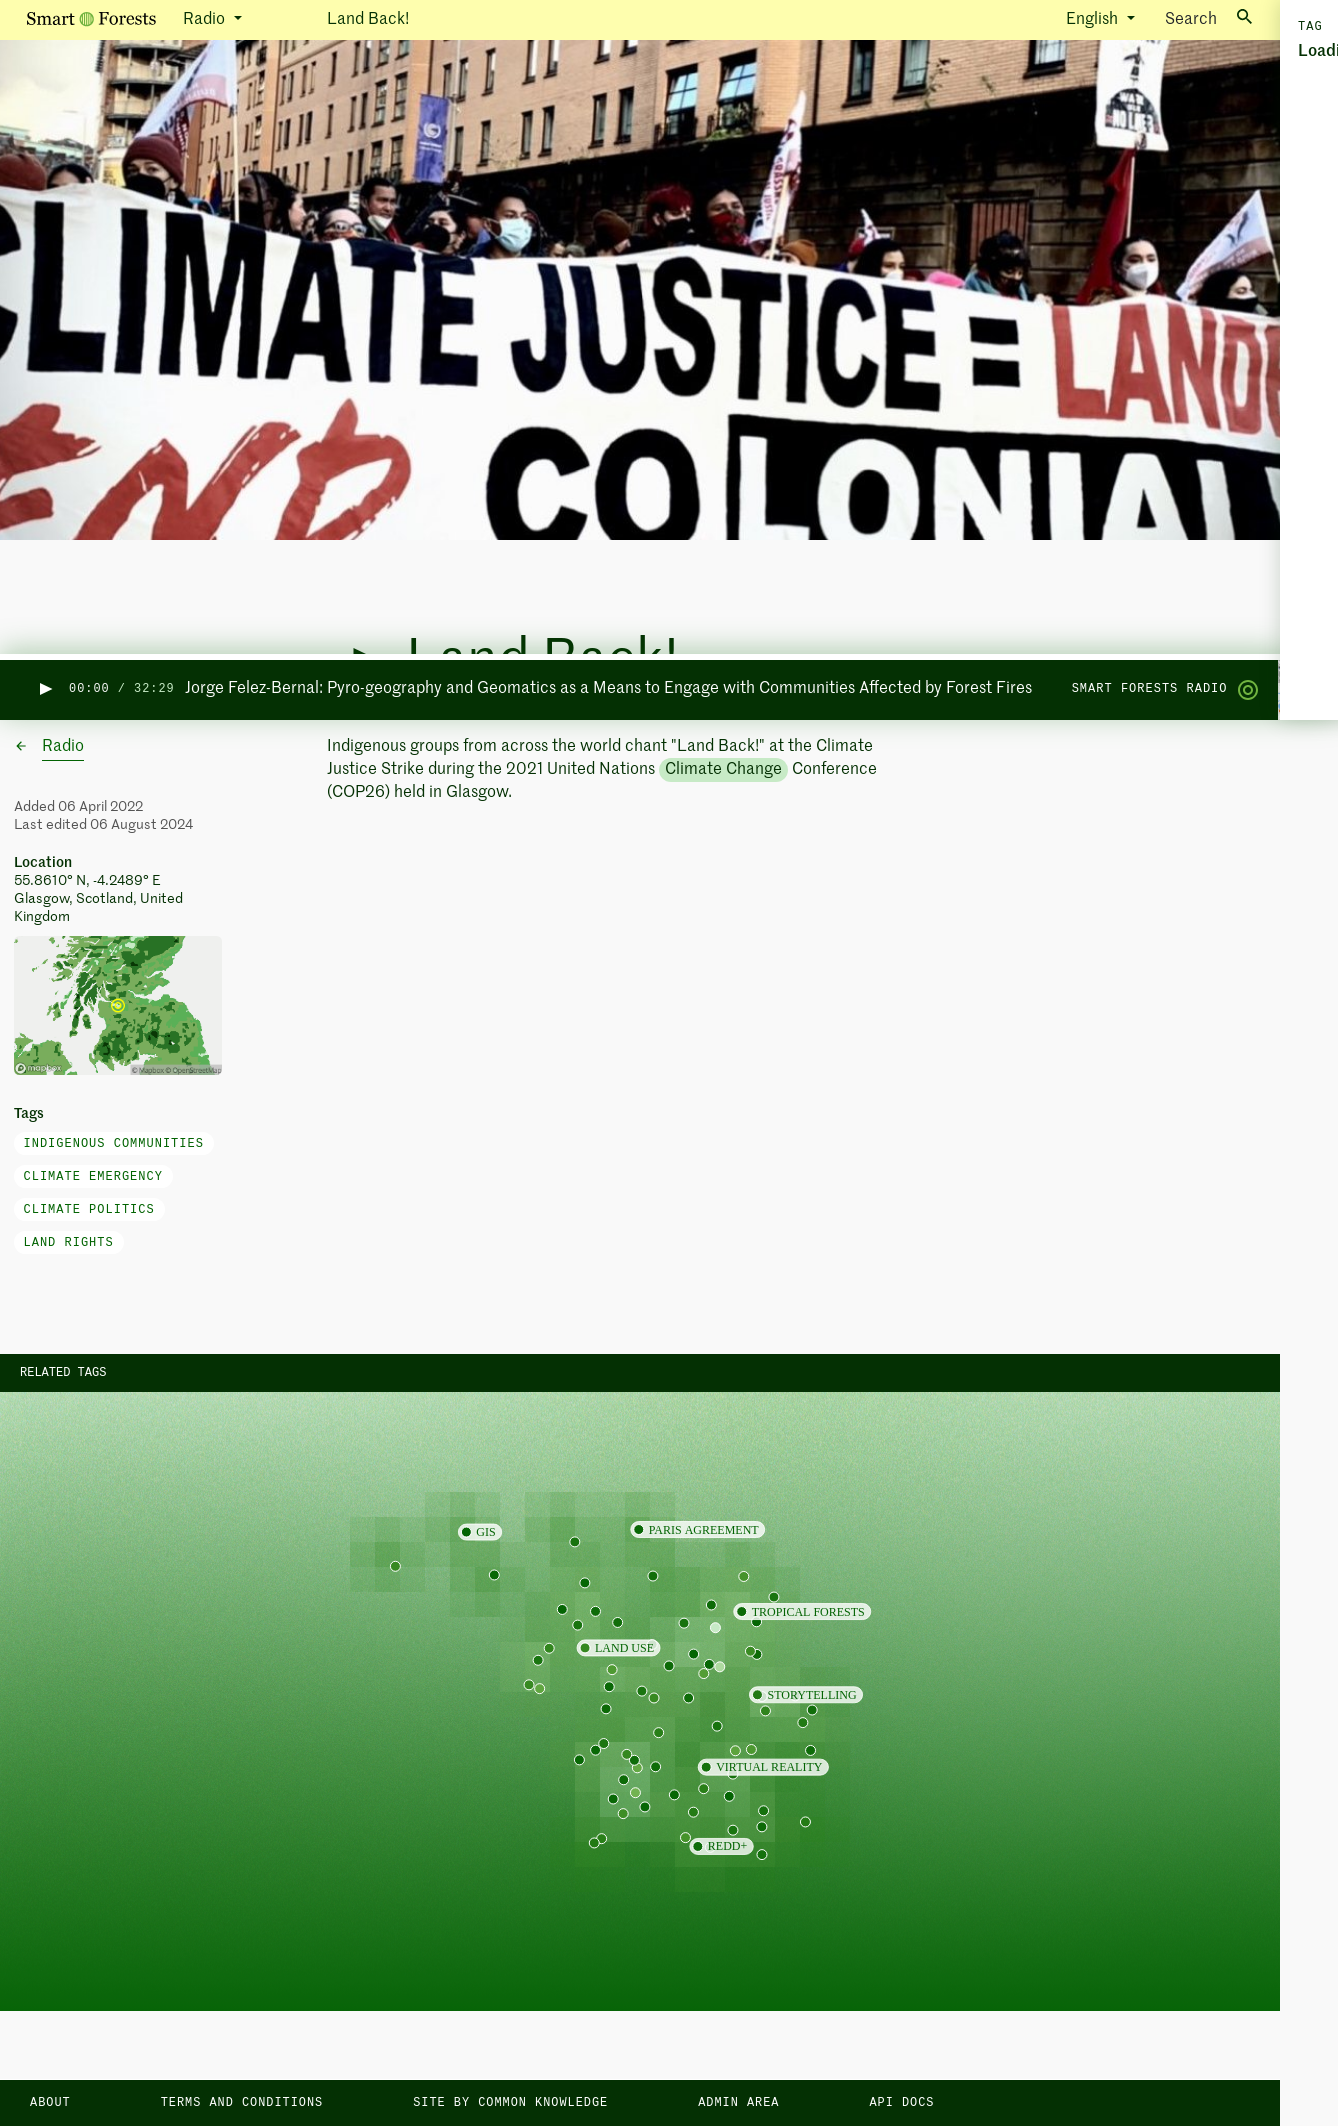 Smart Forests Radio Land Back! English Search
TAG
Loadi
NO LIFE
CLIMATE JUSTICE = LAND
END COLONIAL
Land Back!
00:00 / 32:29 Jorge Felez-Bernal: Pyro-geography and Geomatics as a Means to Engage with Communities Affected by Forest Fires SMART FORESTS RADIO
Radio
Indigenous groups from across the world chant "Land Back!" at the Climate
Justice Strike during the 2021 United Nations Climate Change Conference
(COP26) held in Glasgow.
Added 06 April 2022
Last edited 06 August 2024
Location
55.8610° N, -4.2489° E
Glasgow, Scotland, United
Kingdom
mapbox © Mapbox © OpenStreetMap
Tags
INDIGENOUS COMMUNITIES
CLIMATE EMERGENCY
CLIMATE POLITICS
LAND RIGHTS
RELATED TAGS
GIS
PARIS AGREEMENT
TROPICAL FORESTS
LAND USE
STORYTELLING
VIRTUAL REALITY
REDD+
ABOUT TERMS AND CONDITIONS SITE BY COMMON KNOWLEDGE ADMIN AREA API DOCS